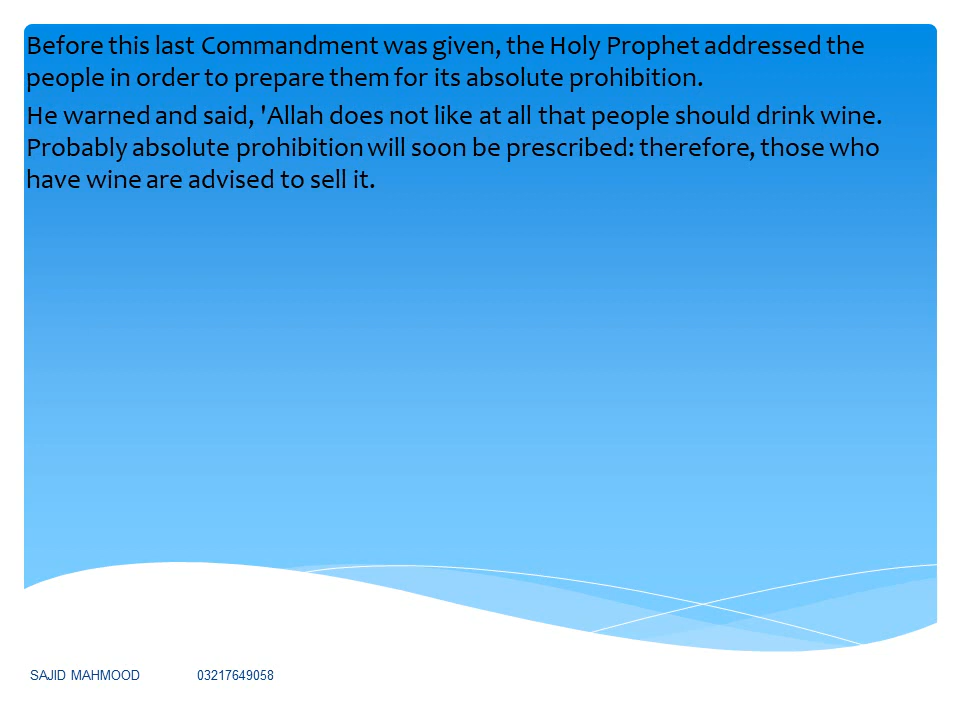 Before this last Commandment was given, the Holy Prophet addressed the
people in order to prepare them for its absolute prohibition.
He warned and said, 'Allah does not like at all that people should drink wine.
Probably absolute prohibition will soon be prescribed: therefore, those who
have wine are advised to sell it.
SAJID MAHMOOD 03217649058